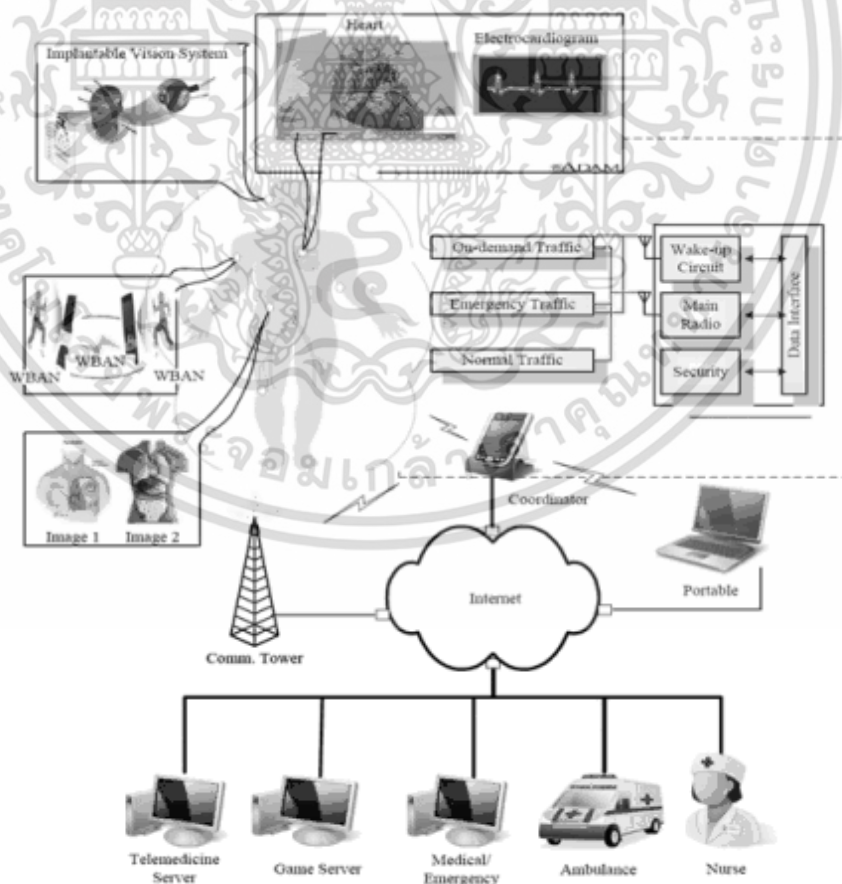 Heart
Electrocardiogram
Implantable Vision System
ADAM
On-demand Traffic
Emergency Traffic
Normal Traffic
Wake-up
Circuit
Main
Radio
Security
Data Interface
WBAN
WBAN
WBAN
Image 1
Image 2
Coordinator
Portable
Internet
Comm. Tower
Telemedicine
Server
Game Server
Medical/
Emergency
Ambulance
Nurse